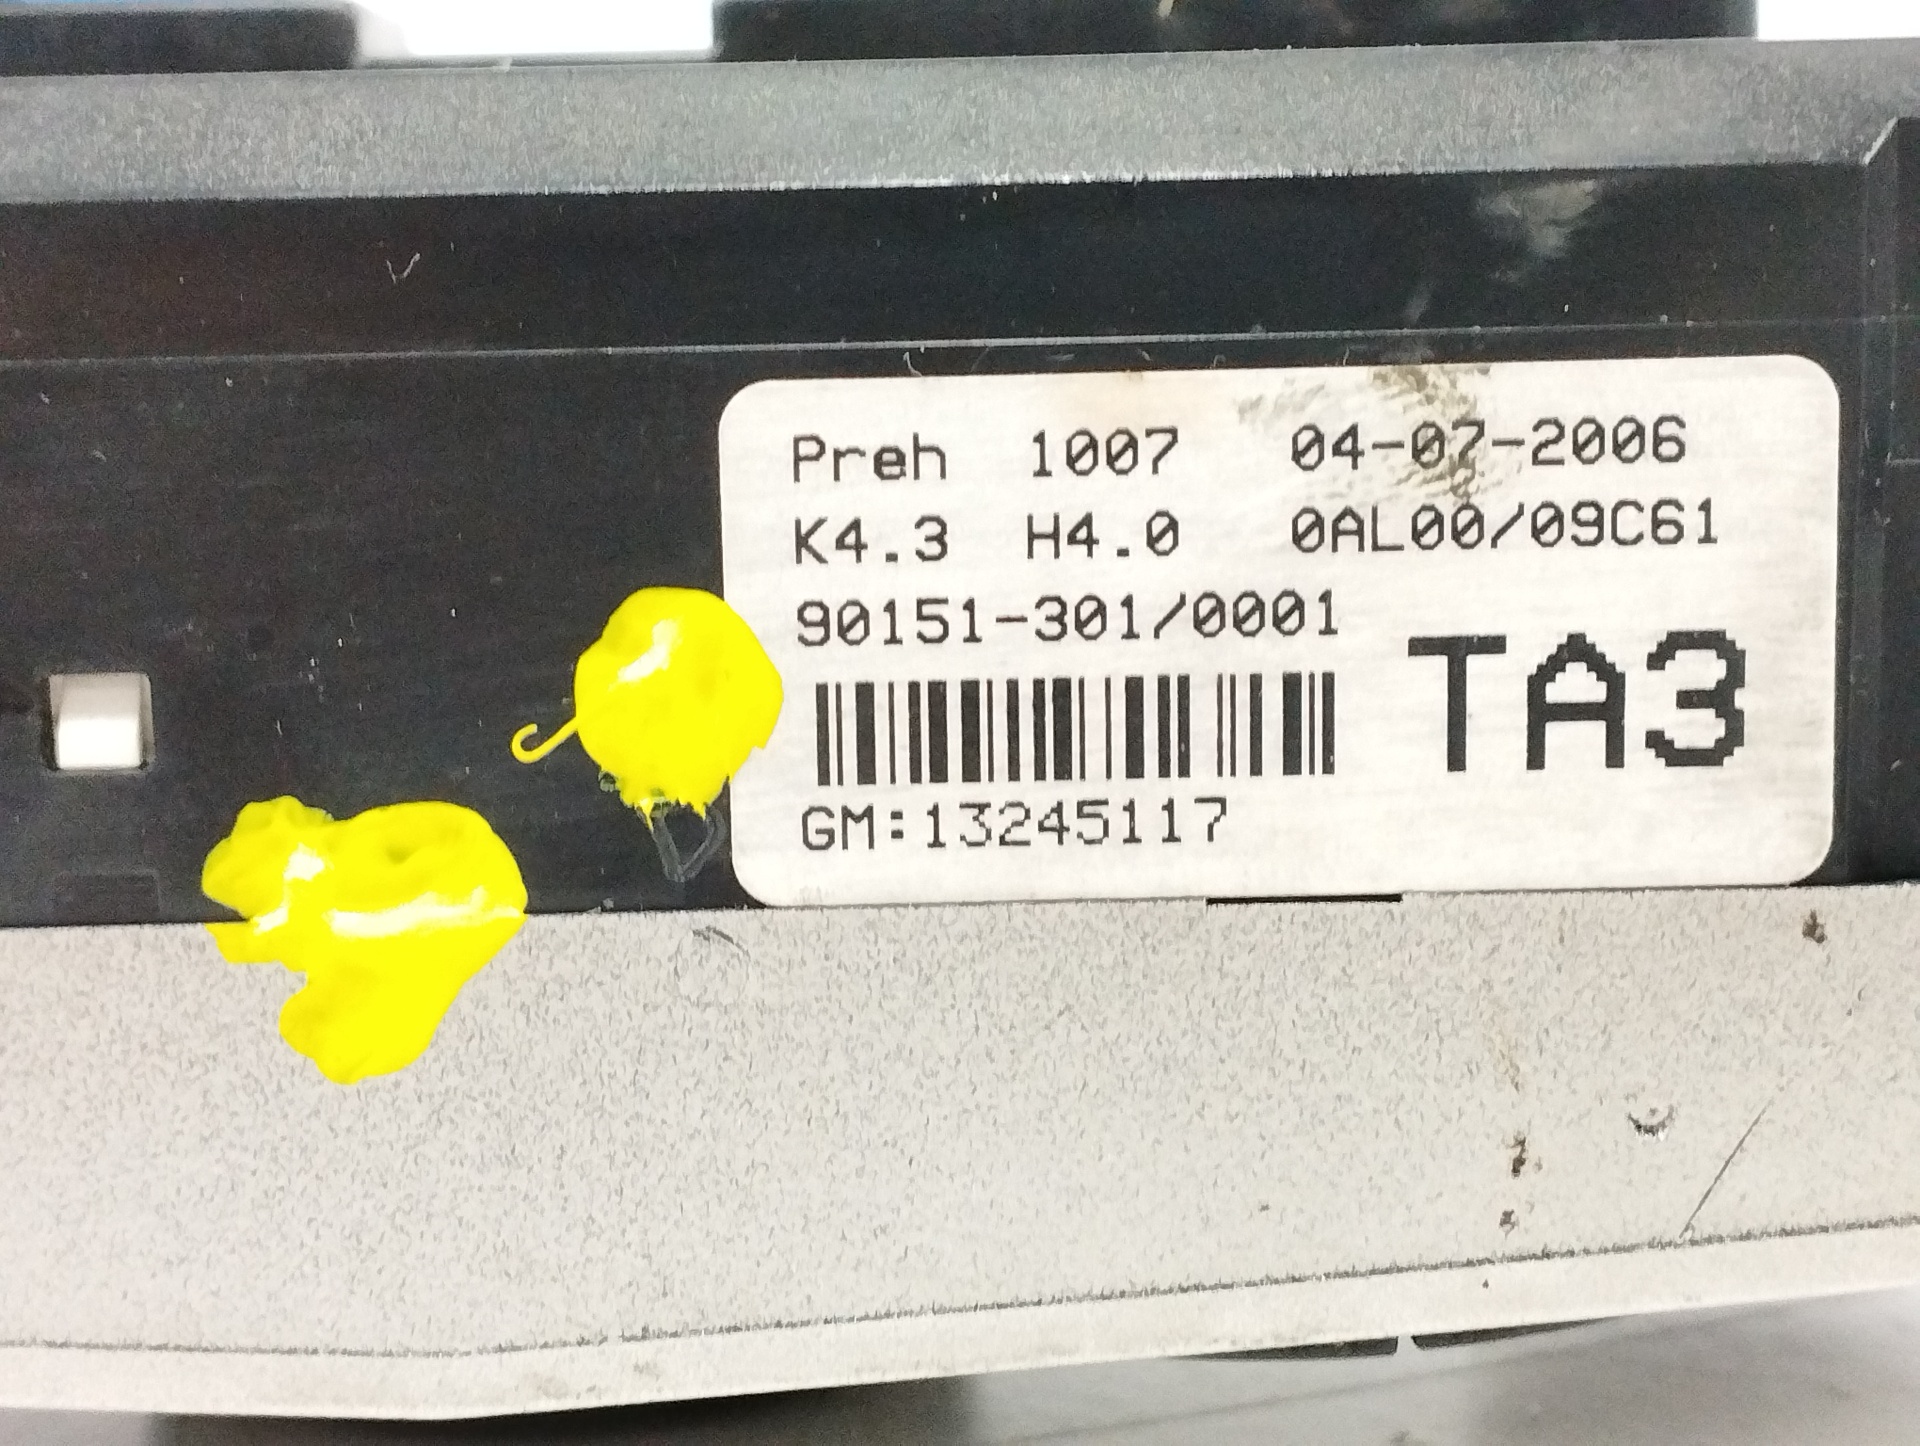 Preh 1007 04-07-2006
K4.3 H4.0 0AL00/09C61
90151-301/0001
TA3
GM:13245117